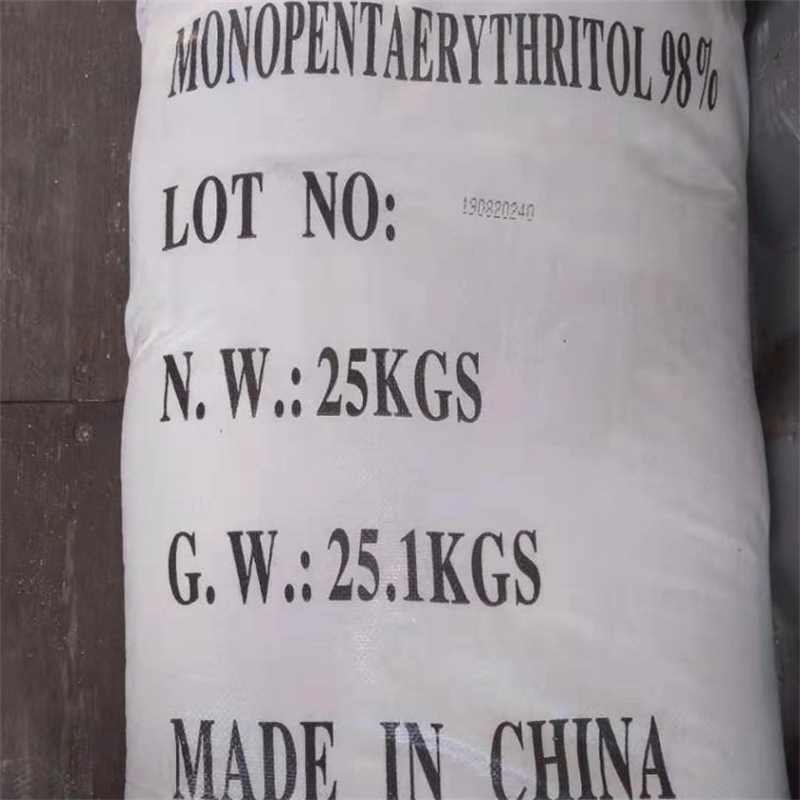 MONOPENTAERYTHRITOL 98%
LOT NO: 190820240
N.W.: 25KGS
G.W.: 25.1KGS
MADE IN CHINA